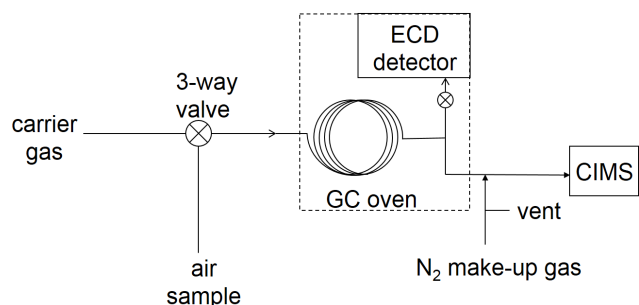 ECD
detector
3-way
valve
carrier
gas
GC oven
CIMS
vent
N₂ make-up gas
air
sample